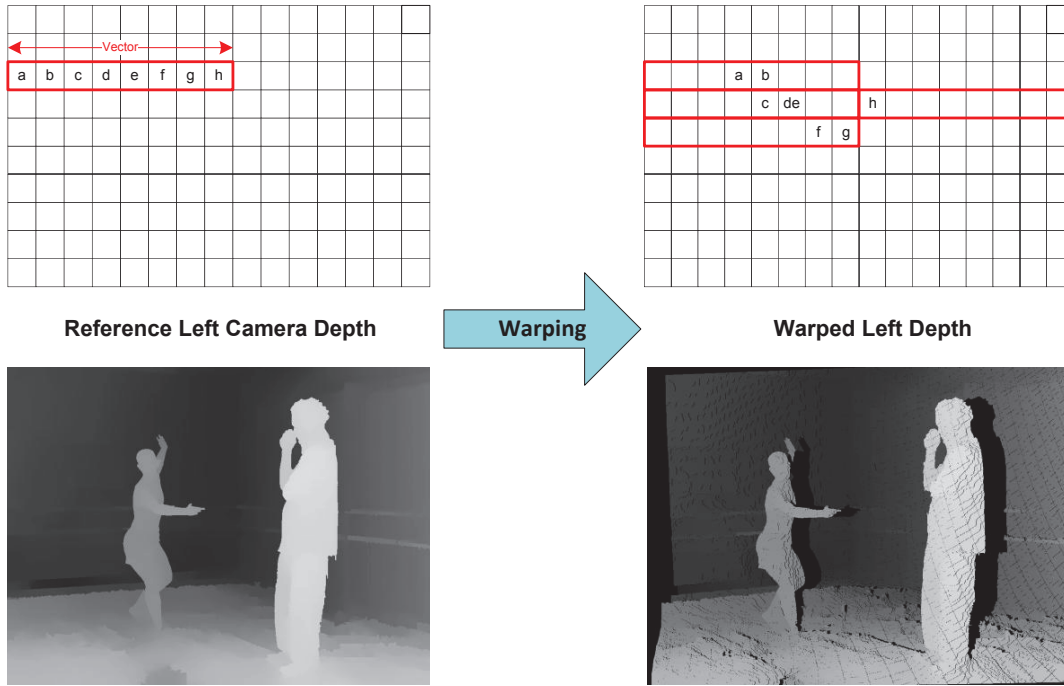 Vector
a b c d e f g h
a b
c de h
f g
Reference Left Camera Depth
Warping
Warped Left Depth